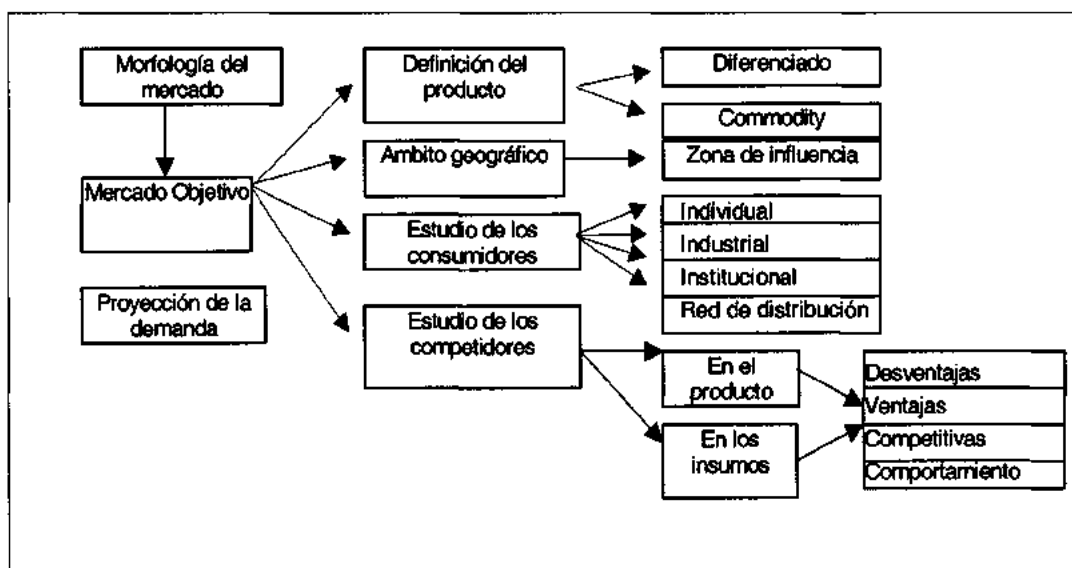 Morfología del
mercado
Mercado Objetivo
Proyección de la
demanda
Definición del
producto
Ambito geográfico
Estudio de los
consumidores
Estudio de los
competidores
Diferenciado
Commodity
Zona de influencia
Individual
Industrial
Institucional
Red de distribución
En el
producto
En los
insumos
Desventajas
Ventajas
Competitivas
Comportamiento